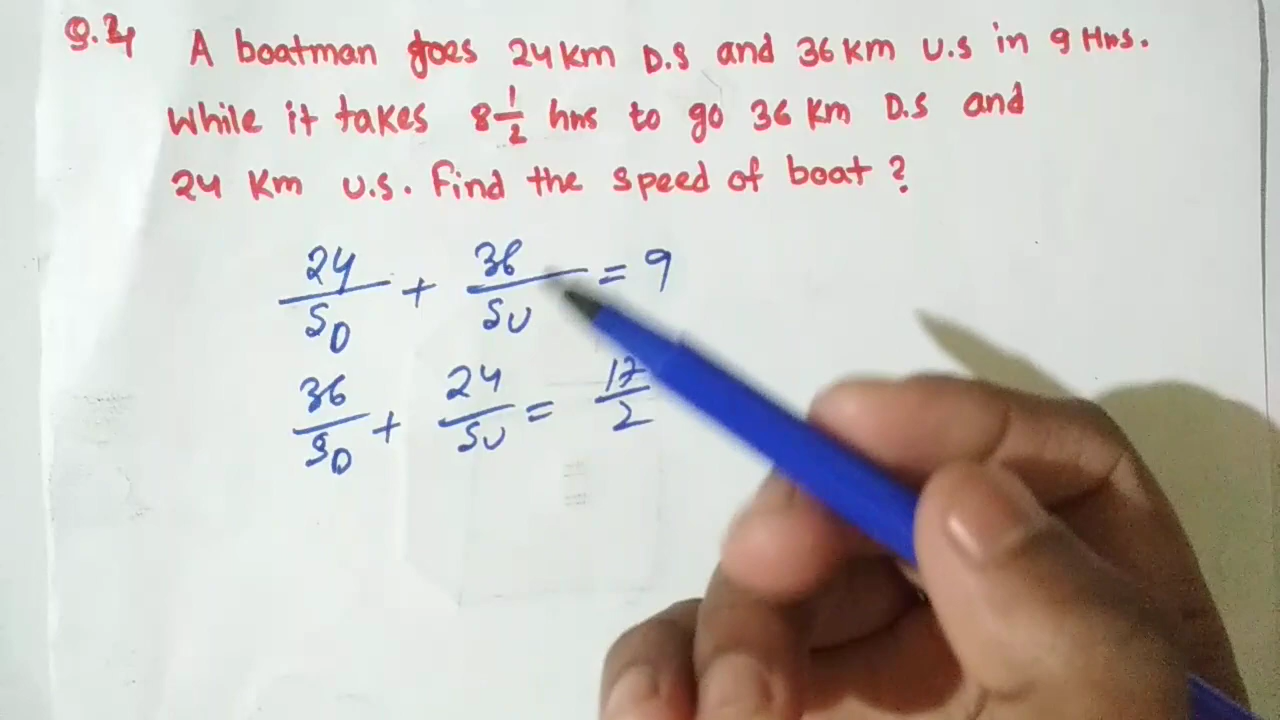 A boatman goes 24 Km D.S and 36 Km U.S in 9 Hrs.
While it takes 8 1/2 hrs to go 36 Km D.S and
24 Km U.S. Find the speed of boat ?
24/SD + 36/SU = 9
36/SD + 24/SU = 17/2